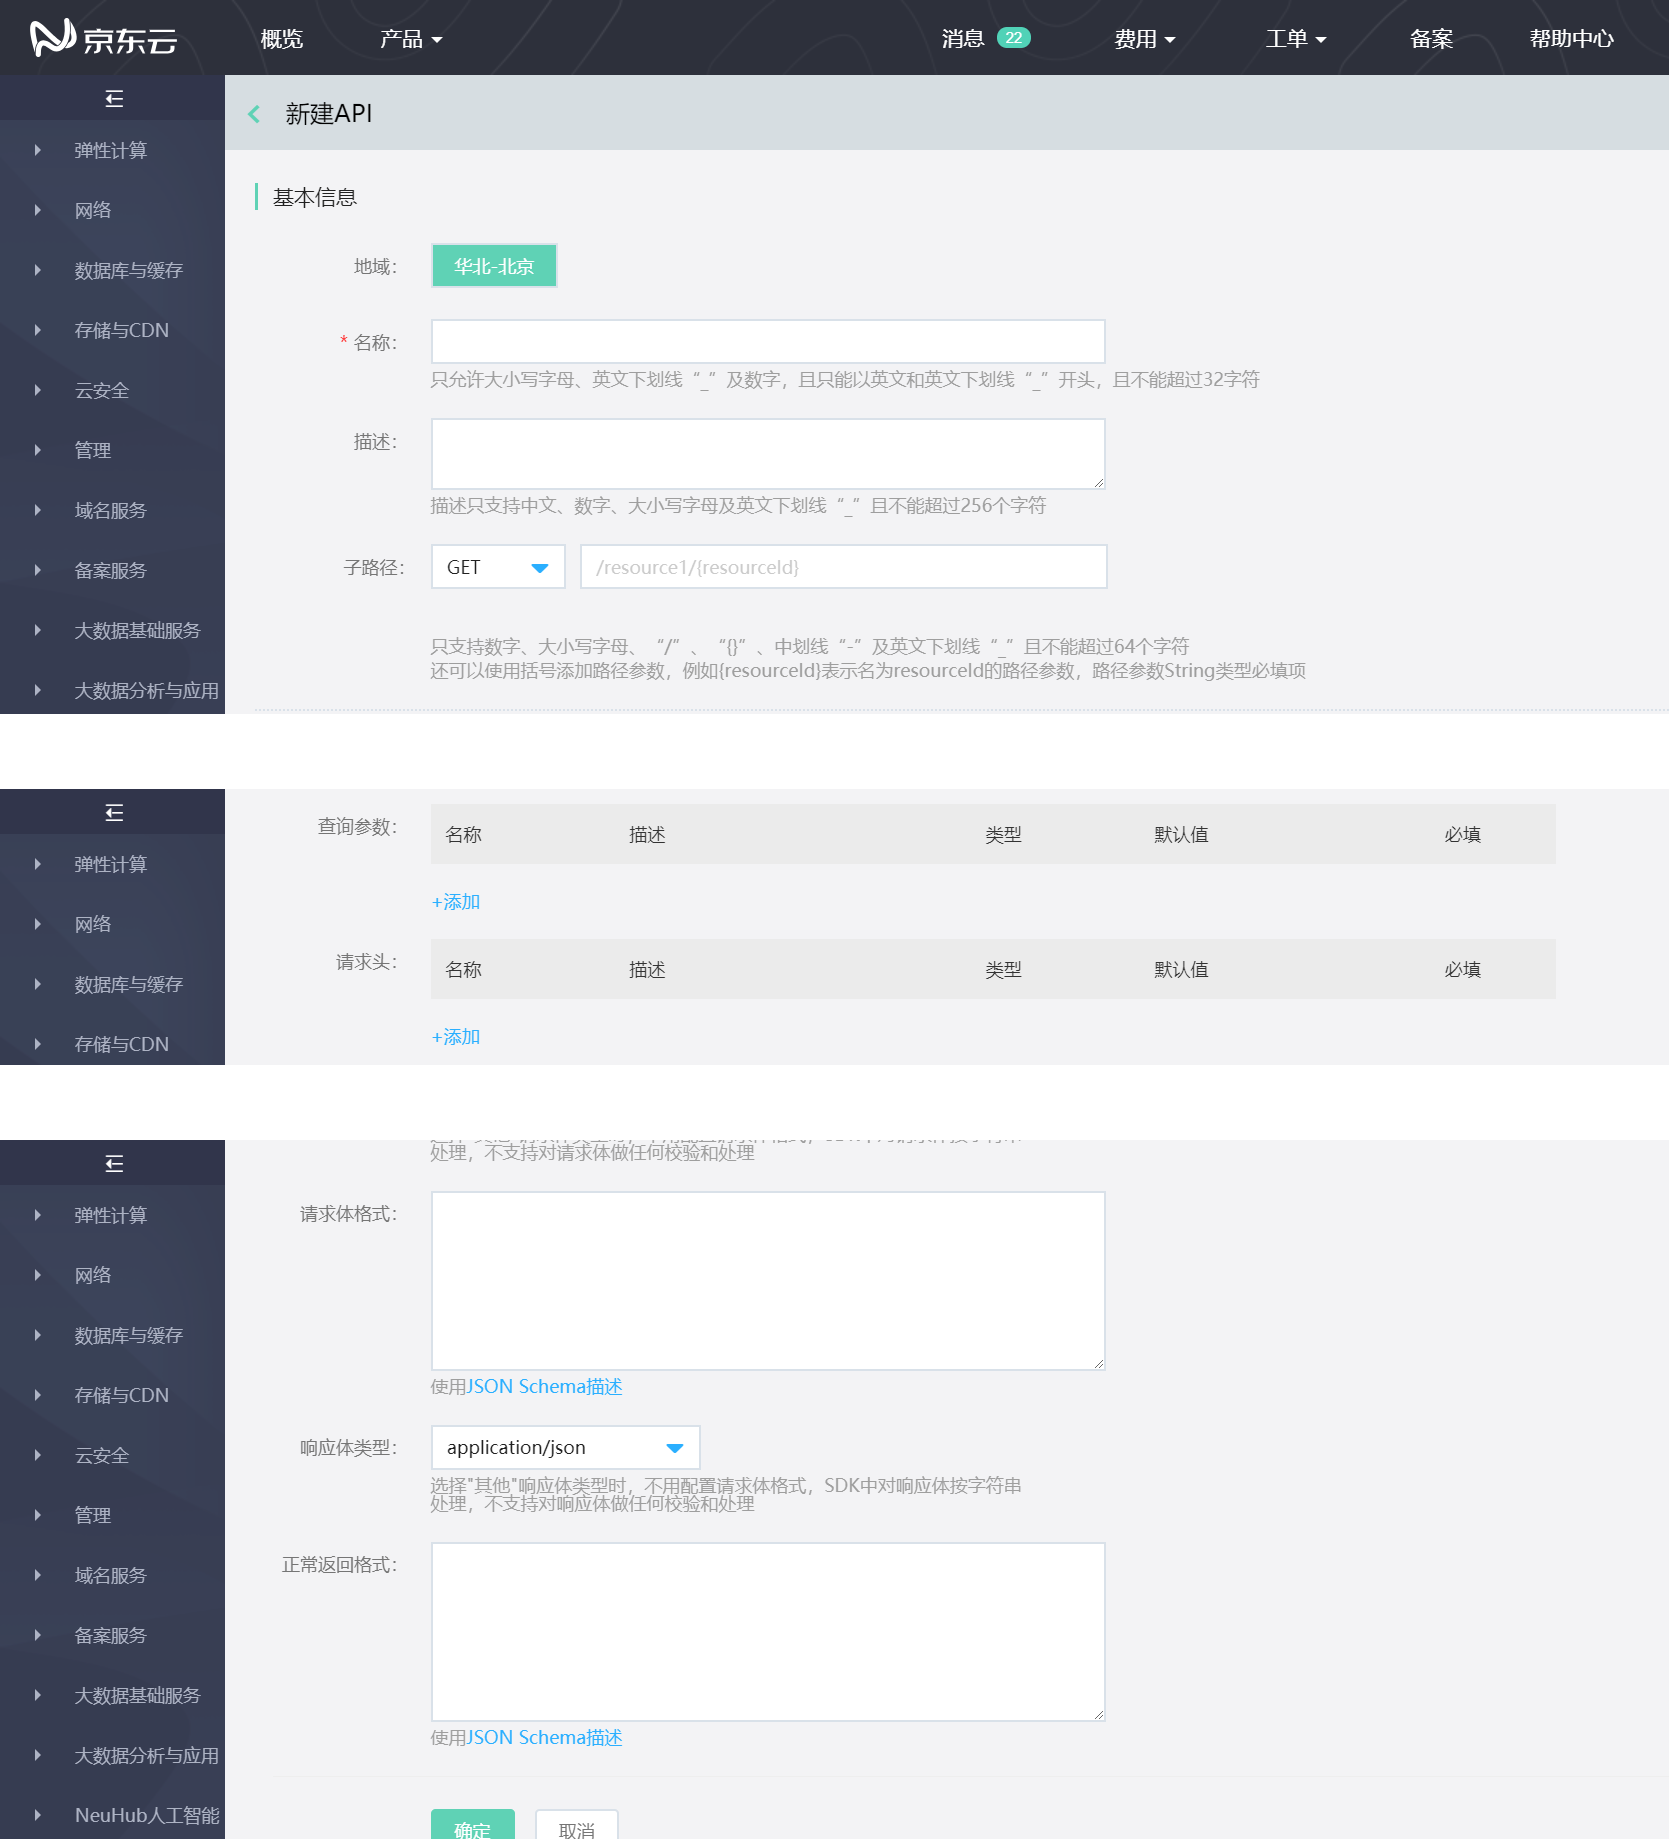 京东云 概览 产品 消息 22 费用 工单 备案 帮助中心
新建API
弹性计算
网络
数据库与缓存
存储与CDN
云安全
管理
域名服务
备案服务
大数据基础服务
大数据分析与应用
基本信息
地域： 华北-北京
* 名称：
只允许大小写字母、英文下划线“_”及数字，且只能以英文和英文下划线“_”开头，且不能超过32字符
描述：
描述只支持中文、数字、大小写字母及英文下划线“_”且不能超过256个字符
子路径： GET /resource1/{resourceId}
只支持数字、大小写字母、“/”、“{}”、中划线“-”及英文下划线“_”且不能超过64个字符
还可以使用括号添加路径参数，例如{resourceId}表示名为resourceId的路径参数，路径参数String类型必填项
弹性计算
网络
数据库与缓存
存储与CDN
查询参数： 名称 描述 类型 默认值 必填
+添加
请求头： 名称 描述 类型 默认值 必填
+添加
弹性计算
网络
数据库与缓存
存储与CDN
云安全
管理
域名服务
备案服务
大数据基础服务
大数据分析与应用
NeuHub人工智能
处理，不支持对请求体做任何校验和处理
请求体格式：
使用JSON Schema描述
响应体类型： application/json
选择"其他"响应体类型时，不用配置请求体格式，SDK中对响应体按字符串
处理，不支持对响应体做任何校验和处理
正常返回格式：
使用JSON Schema描述
确定 取消